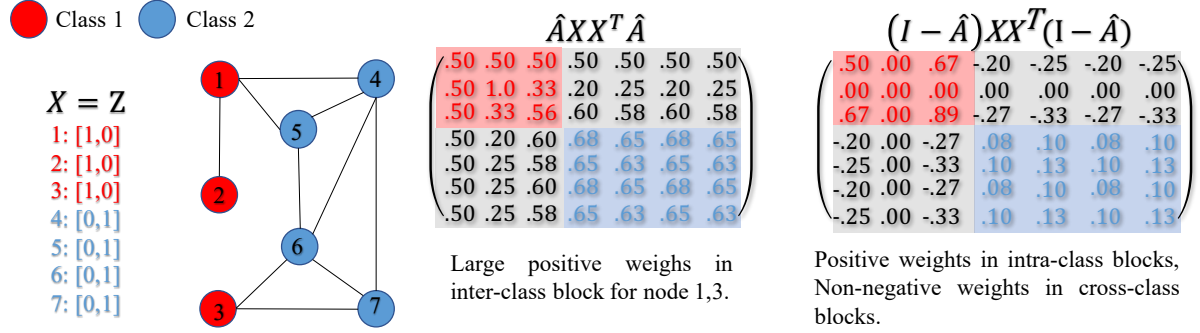 Class 1 Class 2
X = Z
1: [1,0]
2: [1,0]
3: [1,0]
4: [0,1]
5: [0,1]
6: [0,1]
7: [0,1]
1
4
5
2
6
3
7
ÂXXᵀÂ
.50 .50 .50 .50 .50 .50 .50
.50 1.0 .33 .20 .25 .20 .25
.50 .33 .56 .60 .58 .60 .58
.50 .20 .60 .68 .65 .68 .65
.50 .25 .58 .65 .63 .65 .63
.50 .25 .60 .68 .65 .68 .65
.50 .25 .58 .65 .63 .65 .63
Large positive weighs in
inter-class block for node 1,3.
(I − Â)XXᵀ(I − Â)
.50 .00 .67 -.20 -.25 -.20 -.25
.00 .00 .00 .00 .00 .00 .00
.67 .00 .89 -.27 -.33 -.27 -.33
-.20 .00 -.27 .08 .10 .08 .10
-.25 .00 -.33 .10 .13 .10 .13
-.20 .00 -.27 .08 .10 .08 .10
-.25 .00 -.33 .10 .13 .10 .13
Positive weights in intra-class blocks,
Non-negative weights in cross-class
blocks.